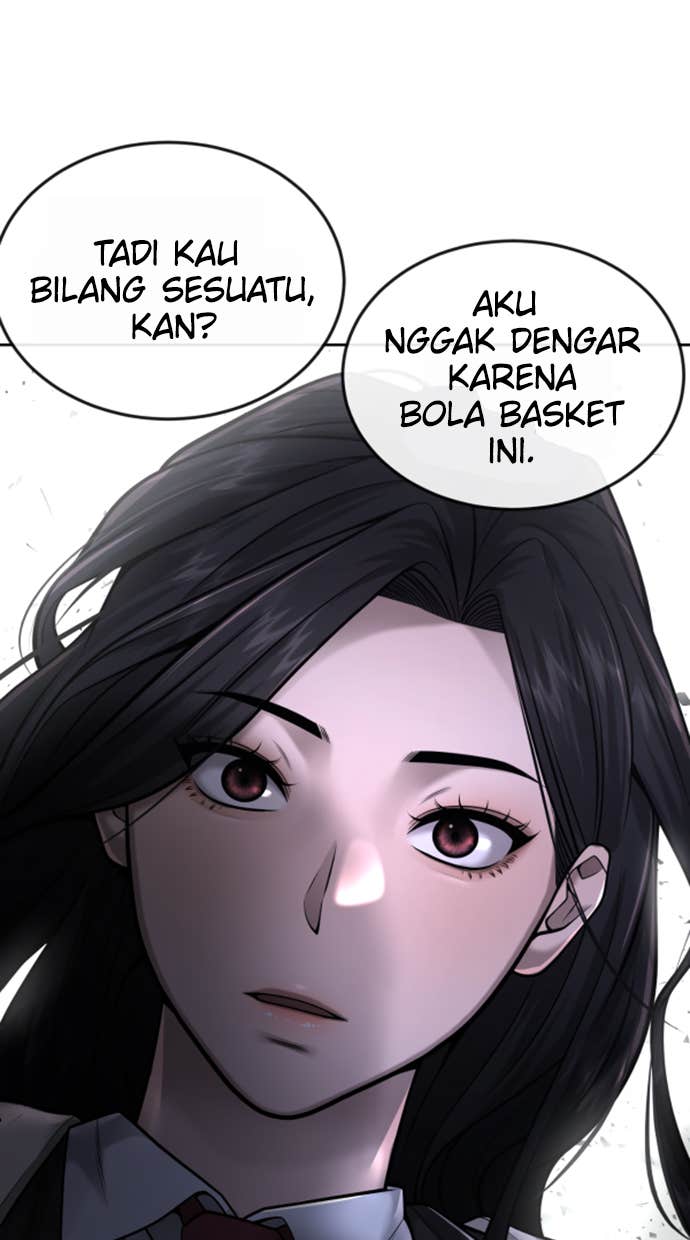 TADI KAU
BILANG SESUATU,
KAN?
AKU
NGGAK DENGAR
KARENA
BOLA BASKET
INI.